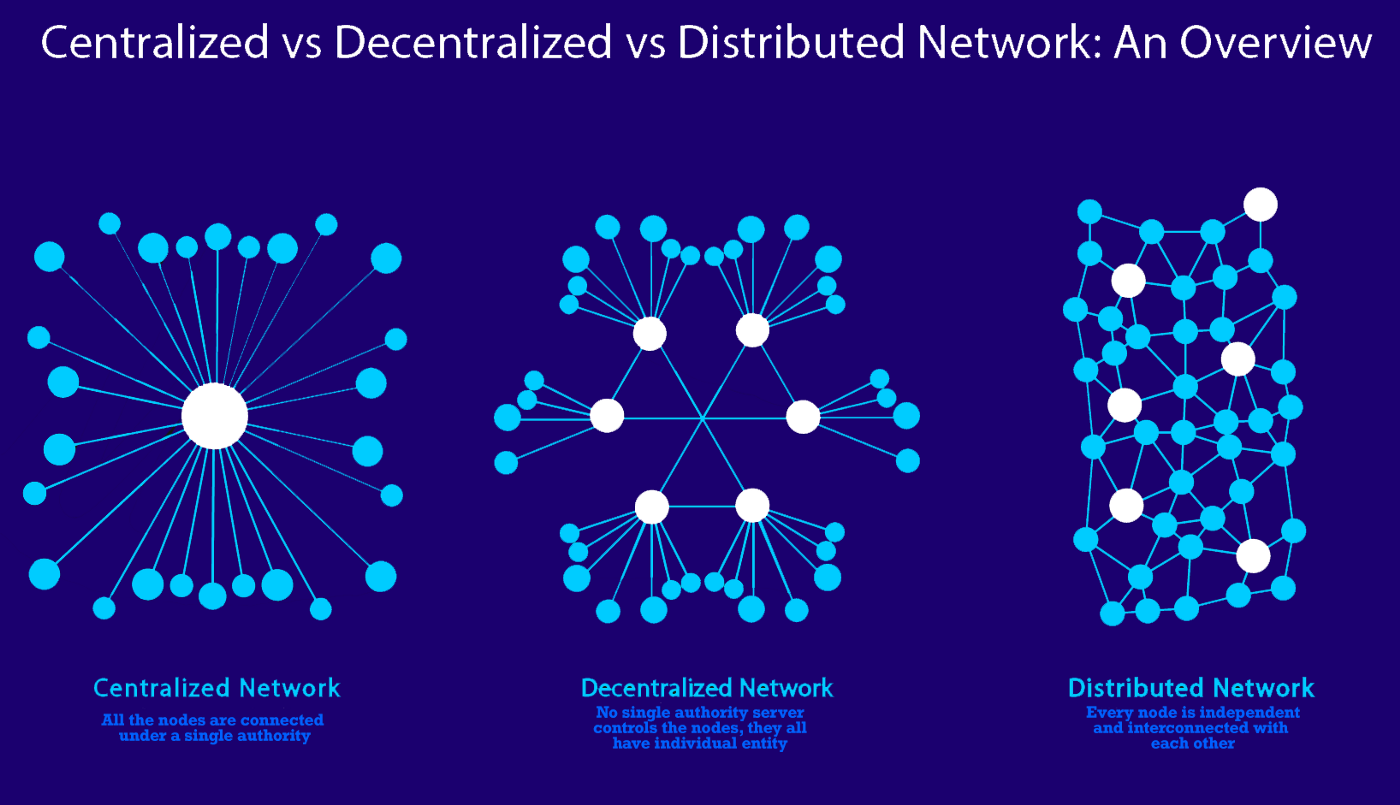 Centralized vs Decentralized vs Distributed Network: An Overview
Centralized Network
All the nodes are connected
under a single authority
Decentralized Network
No single authority server
controls the nodes, they all
have individual entity
Distributed Network
Every node is independent
and interconnected with
each other